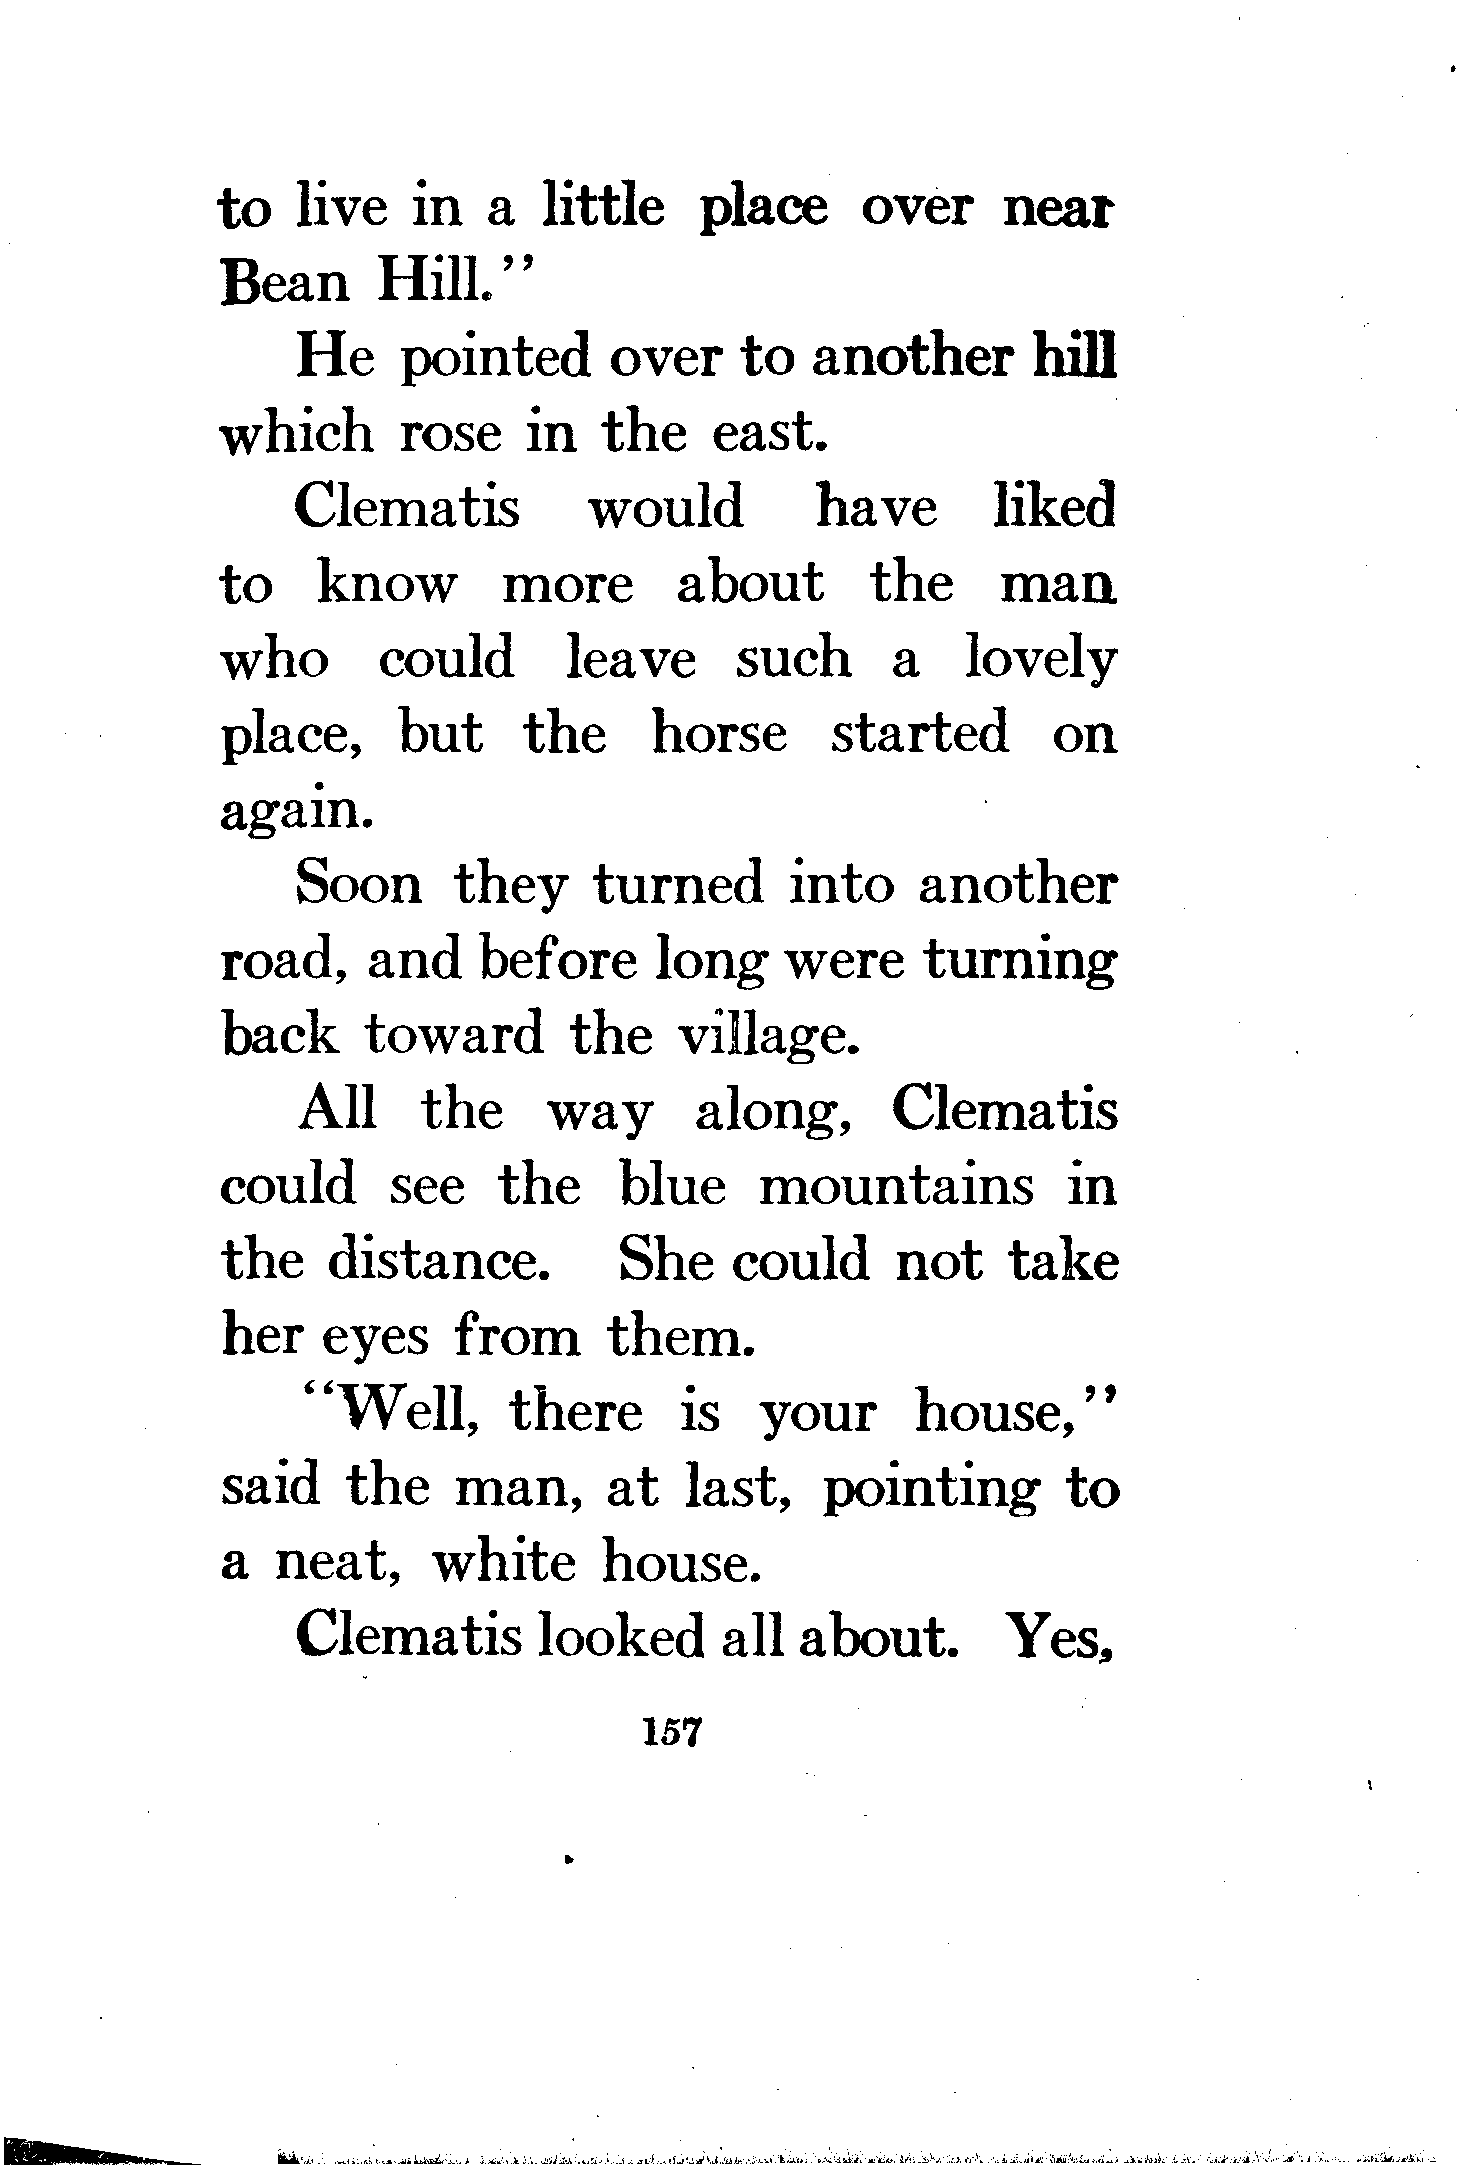 to live in a little place over near
Bean Hill.”
He pointed over to another hill
which rose in the east.
Clematis would have liked
to know more about the man
who could leave such a lovely
place, but the horse started on
again.
Soon they turned into another
road, and before long were turning
back toward the village.
All the way along, Clematis
could see the blue mountains in
the distance. She could not take
her eyes from them.
“Well, there is your house,”
said the man, at last, pointing to
a neat, white house.
Clematis looked all about. Yes,
157